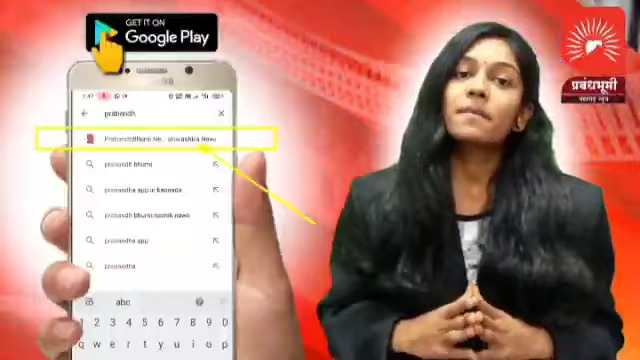 GET IT ON
Google Play
prabandh
prabandh bhumi
prabandha app in kannada
prabandh bhumi nashik news
prabandha app
prabandha
abc
1 2 3 4 5 6 7 8 9 0
q w e r t y u i o p
प्रबंधभूमी